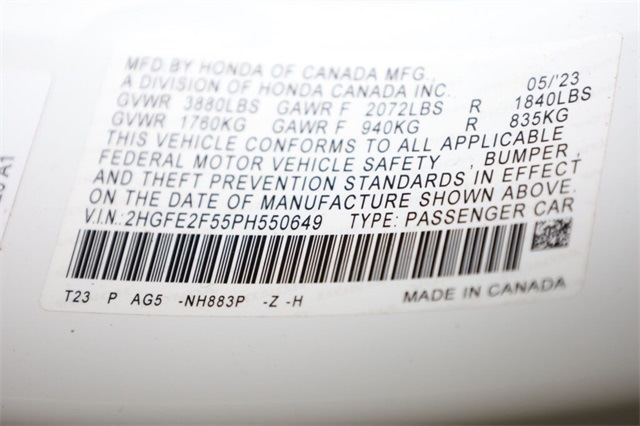 MFD BY HONDA OF CANADA MFG.,
A DIVISION OF HONDA CANADA INC. 05/'23
GVWR 3880LBS GAWR F 2072LBS R 1840LBS
GVWR 1760KG GAWR F 940KG R 835KG
THIS VEHICLE CONFORMS TO ALL APPLICABLE
FEDERAL MOTOR VEHICLE SAFETY , BUMPER,
AND THEFT PREVENTION STANDARDS IN EFFECT
ON THE DATE OF MANUFACTURE SHOWN ABOVE.
V.I.N.:2HGFE2F55PH550649 TYPE: PASSENGER CAR
T23 P AG5 -NH883P -Z -H MADE IN CANADA